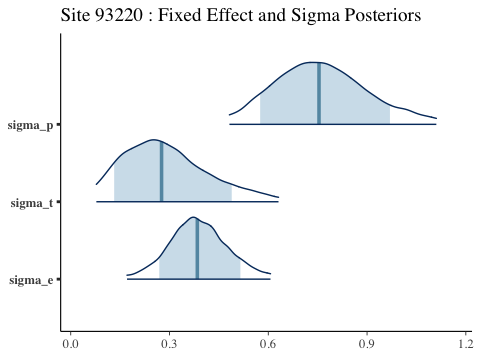 Site 93220 : Fixed Effect and Sigma Posteriors
sigma_p
sigma_t
sigma_e
0.0 0.3 0.6 0.9 1.2